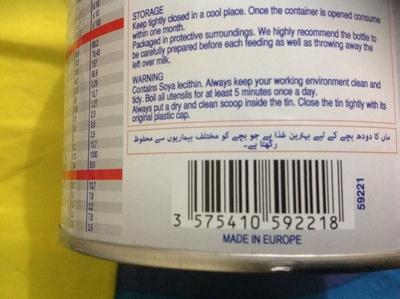 STORAGE
Keep tightly closed in a cool place. Once the container is opened consume
within one month.
Packaged in protective surroundings. We highly recommend the bottle to
be carefully prepared before each feeding as well as throwing away the
left over milk.
WARNING
Contains Soya lecithin. Always keep your working environment clean and
tidy. Boil all utensils for at least 5 minutes once a day.
Always put a dry and clean scoop inside the tin. Close the tin tightly with its
original plastic cap.
ماں کا دودھ بچے کے لیے بہترین غذا ہے جو بچے کو مختلف بیماریوں سے محفوظ
رکھتا ہے۔
59221
3 575410 592218
MADE IN EUROPE